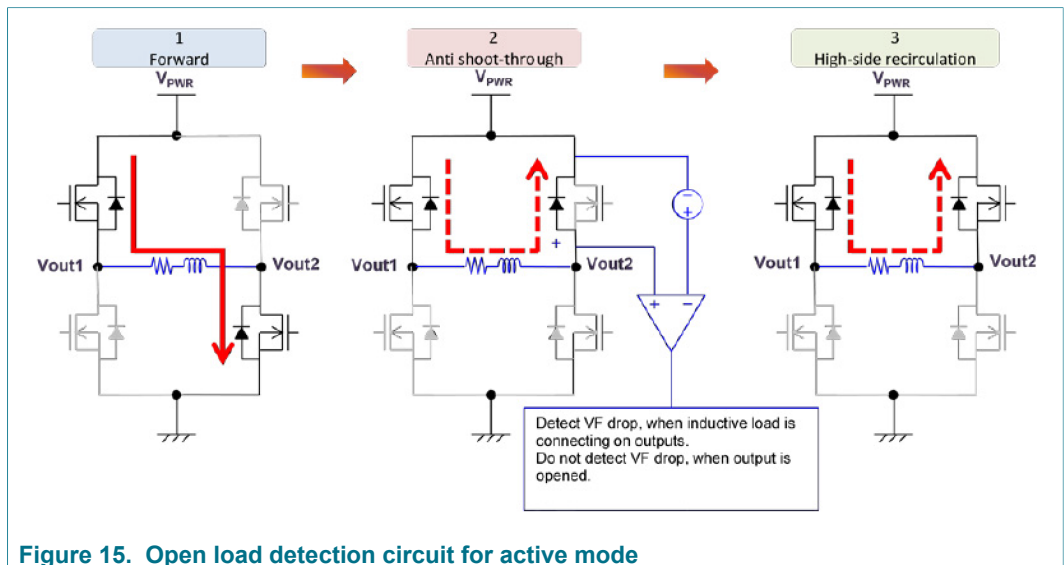 1
Forward
2
Anti shoot-through
3
High-side recirculation
VPWR
VPWR
VPWR
+
−
+
Vout1
Vout2
Vout1
Vout2
Vout1
Vout2
+
−
Detect VF drop, when inductive load is
connecting on outputs.
Do not detect VF drop, when output is
opened.
Figure 15. Open load detection circuit for active mode